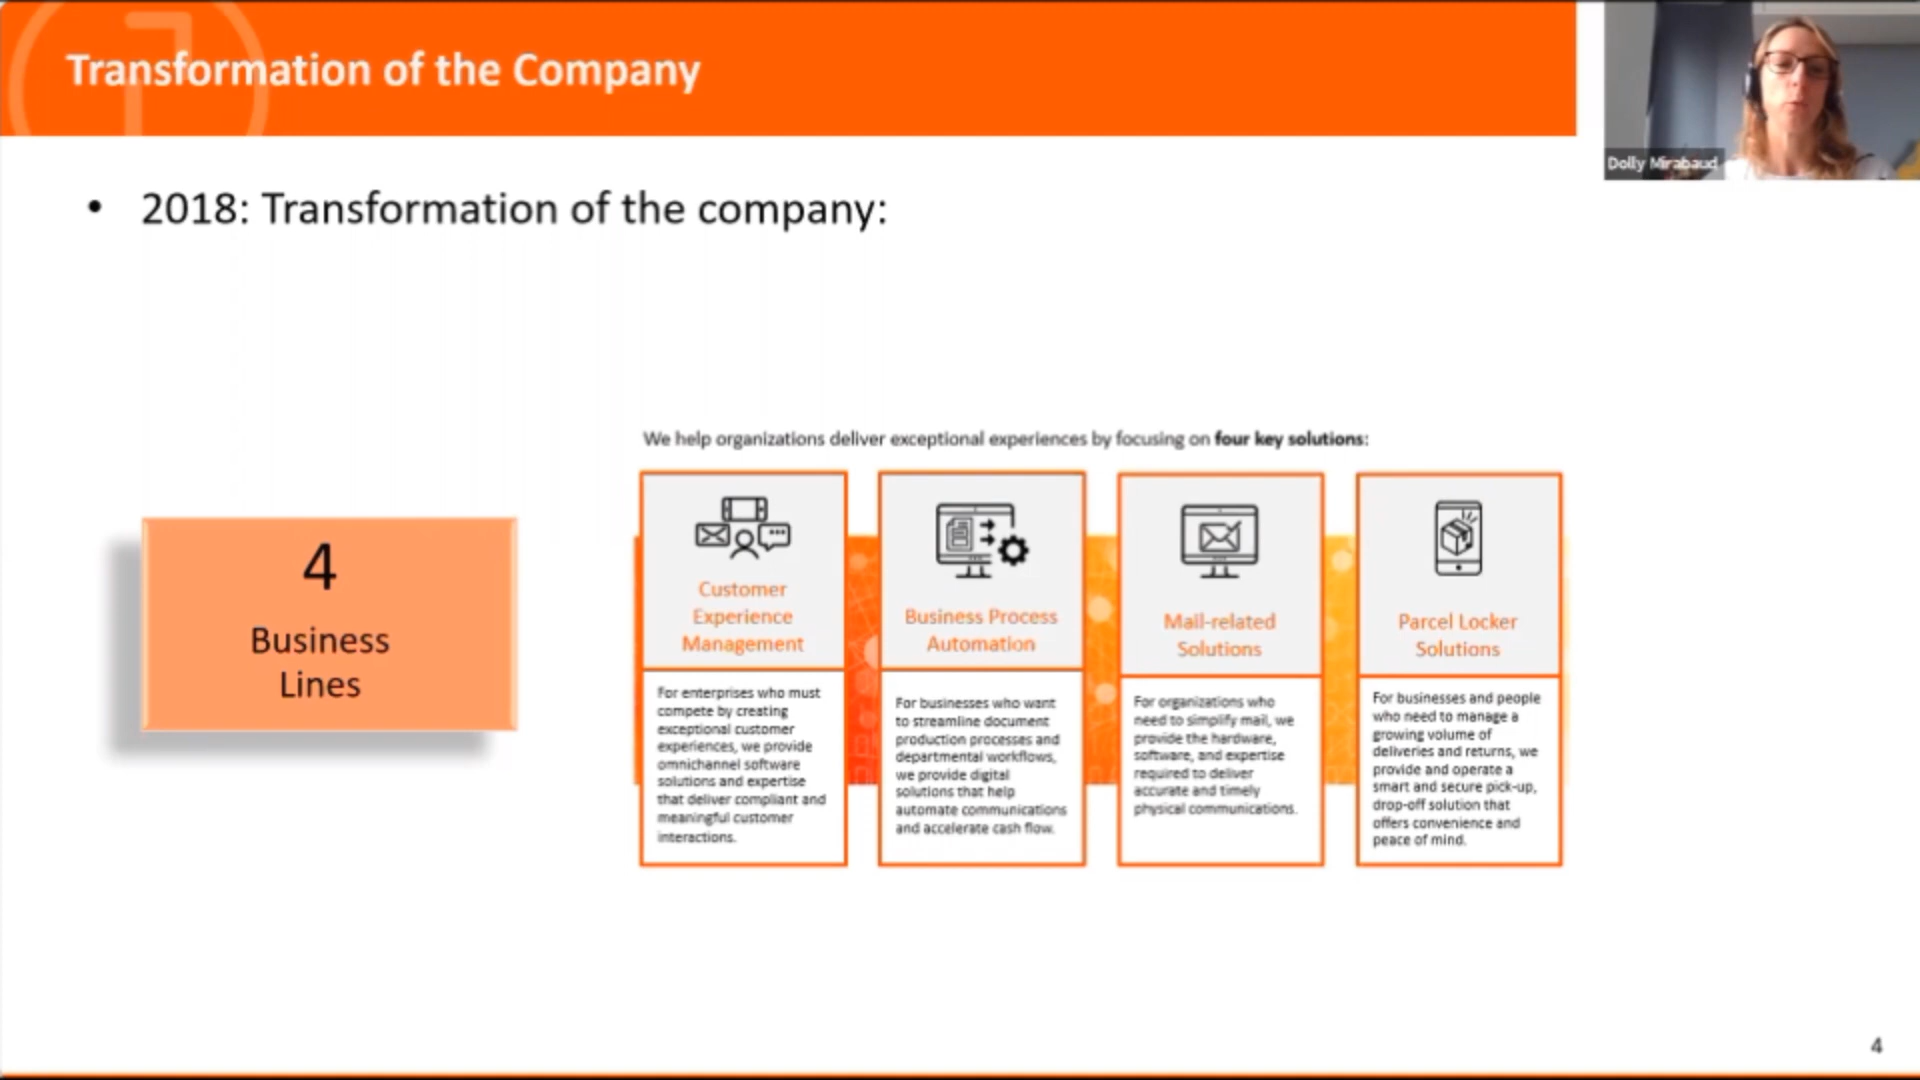 Transformation of the Company
Dolly Mirabaud
• 2018: Transformation of the company:
We help organizations deliver exceptional experiences by focusing on four key solutions:
4
Business
Lines
Customer
Experience
Management
For enterprises who must
compete by creating
exceptional customer
experiences, we provide
omnichannel software
solutions and expertise
that deliver compliant and
meaningful customer
interactions.
Business Process
Automation
For businesses who want
to streamline document
production processes and
departmental workflows,
we provide digital
solutions that help
automate communications
and accelerate cash flow.
Mail-related
Solutions
For organizations who
need to simplify mail, we
provide the hardware,
software, and expertise
required to deliver
accurate and timely
physical communications.
Parcel Locker
Solutions
For businesses and people
who need to manage a
growing volume of
deliveries and returns, we
provide and operate a
smart and secure pick-up,
drop-off solution that
offers convenience and
peace of mind.
4